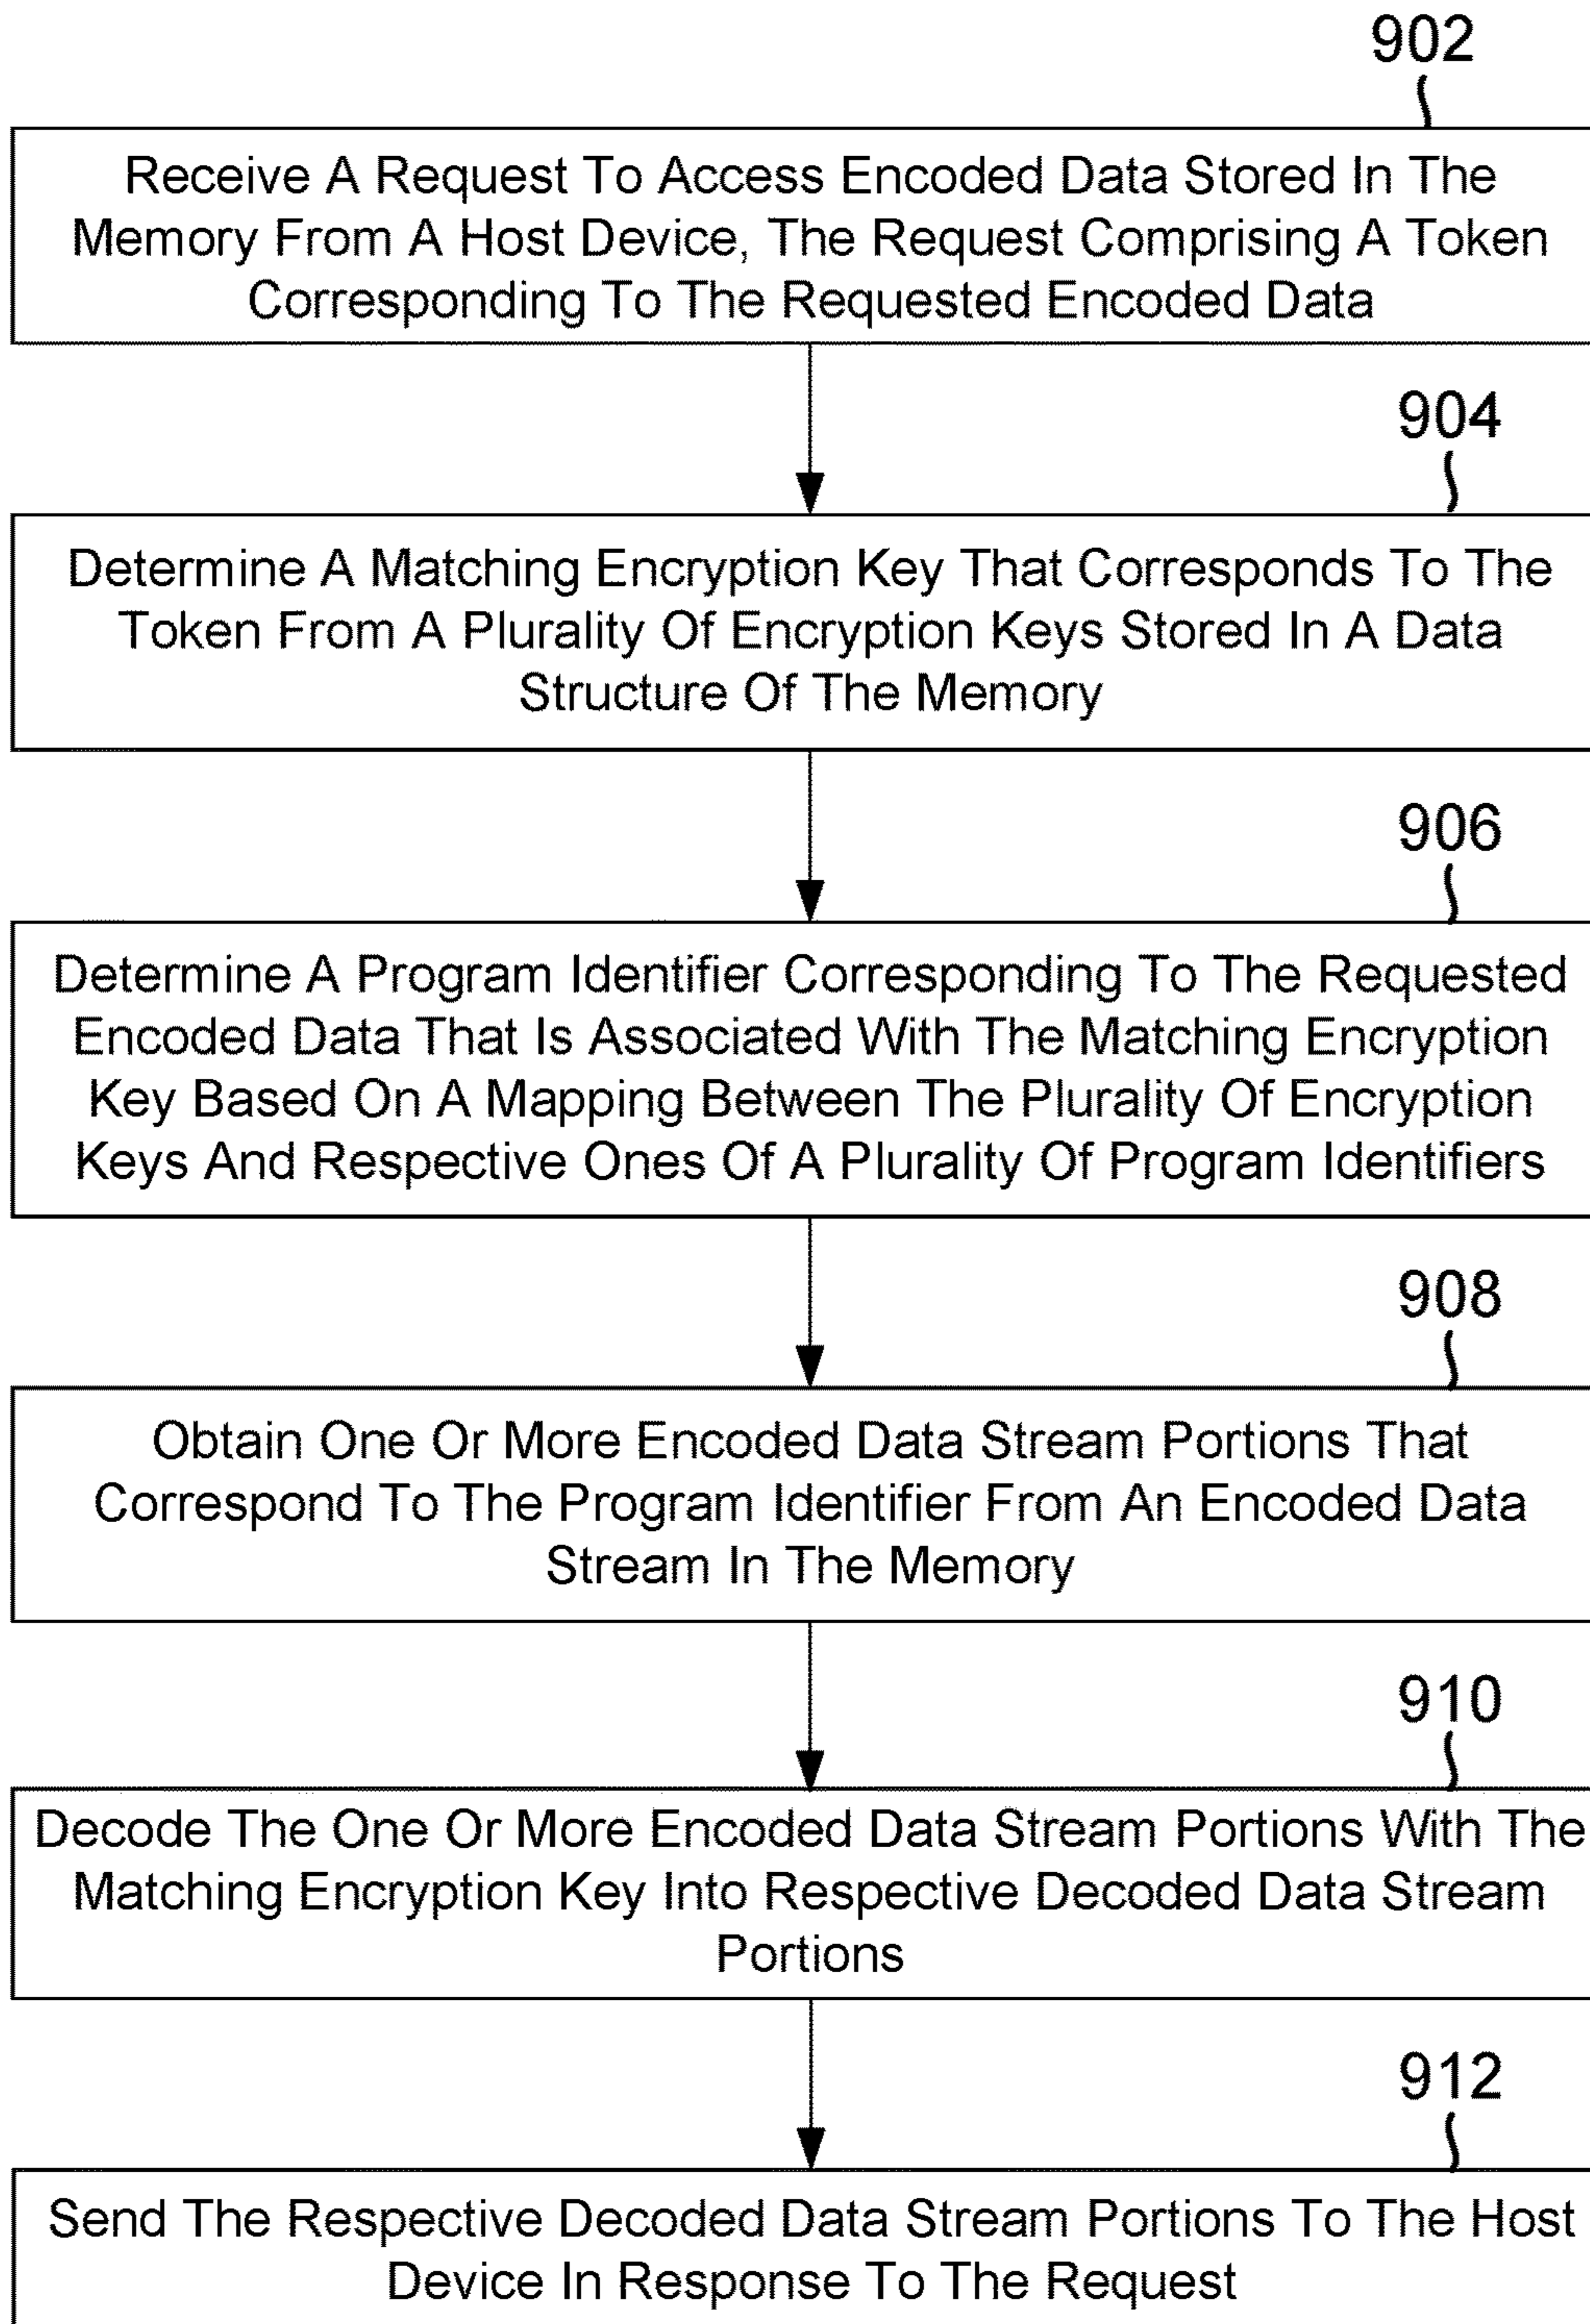 902
Receive A Request To Access Encoded Data Stored In The
Memory From A Host Device, The Request Comprising A Token
Corresponding To The Requested Encoded Data
904
Determine A Matching Encryption Key That Corresponds To The
Token From A Plurality Of Encryption Keys Stored In A Data
Structure Of The Memory
906
Determine A Program Identifier Corresponding To The Requested
Encoded Data That Is Associated With The Matching Encryption
Key Based On A Mapping Between The Plurality Of Encryption
Keys And Respective Ones Of A Plurality Of Program Identifiers
908
Obtain One Or More Encoded Data Stream Portions That
Correspond To The Program Identifier From An Encoded Data
Stream In The Memory
910
Decode The One Or More Encoded Data Stream Portions With The
Matching Encryption Key Into Respective Decoded Data Stream
Portions
912
Send The Respective Decoded Data Stream Portions To The Host
Device In Response To The Request